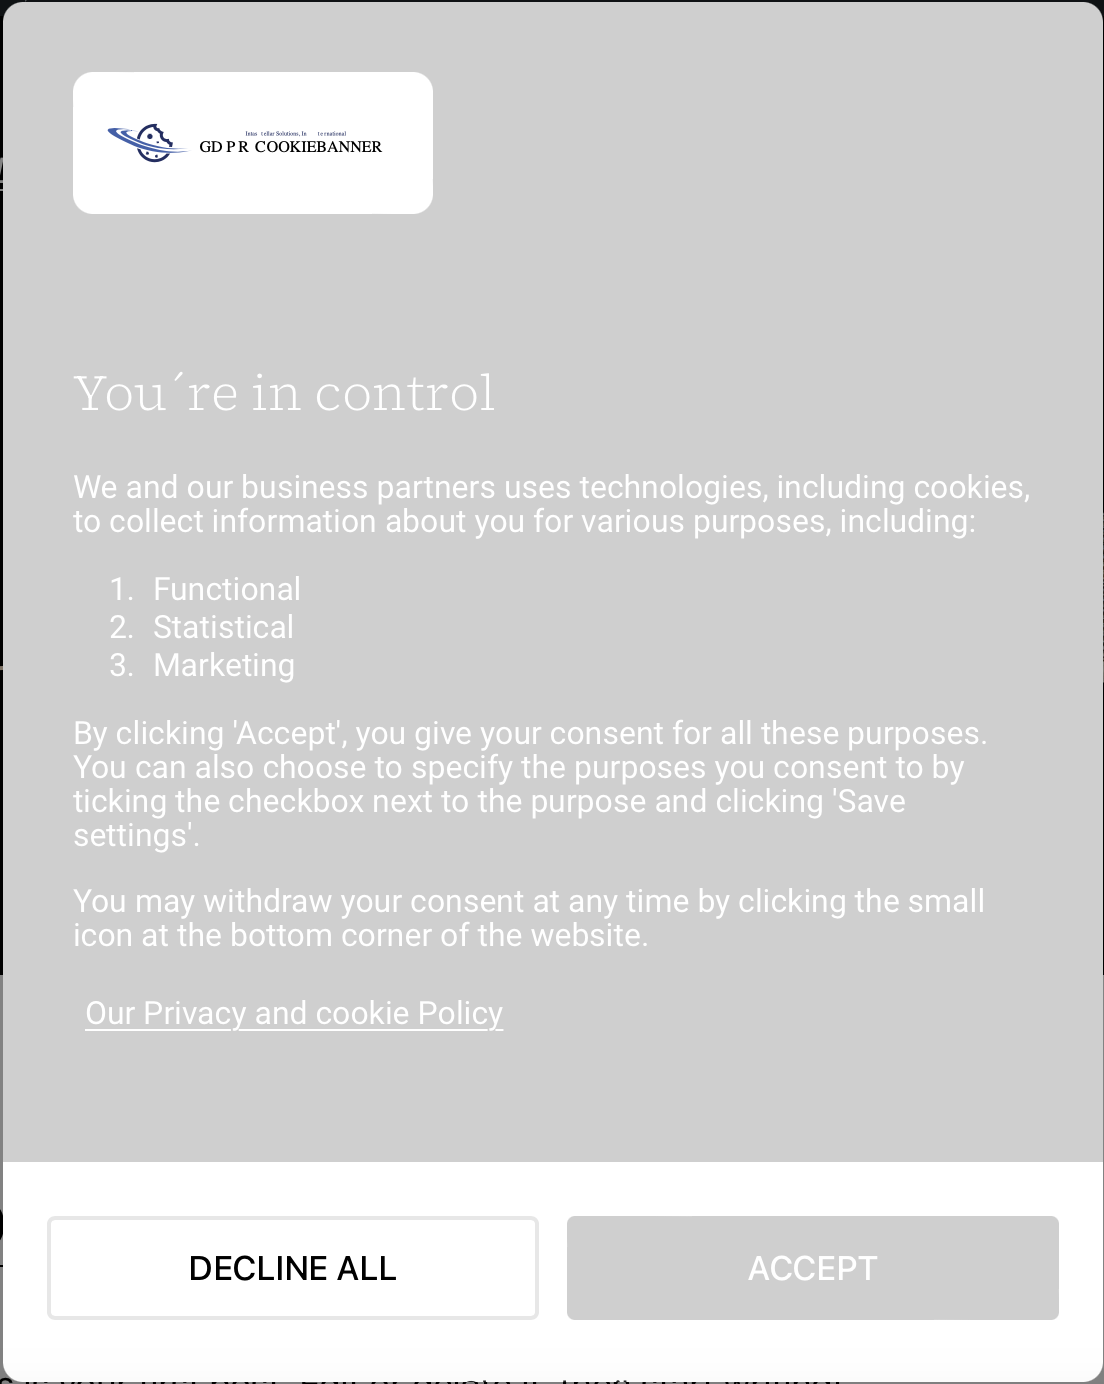 Intas tellar Solutions, In ternational
GD P R COOKIEBANNER
You´re in control
We and our business partners uses technologies, including cookies,
to collect information about you for various purposes, including:
1. Functional
2. Statistical
3. Marketing
By clicking 'Accept', you give your consent for all these purposes.
You can also choose to specify the purposes you consent to by
ticking the checkbox next to the purpose and clicking 'Save
settings'.
You may withdraw your consent at any time by clicking the small
icon at the bottom corner of the website.
Our Privacy and cookie Policy
DECLINE ALL
ACCEPT